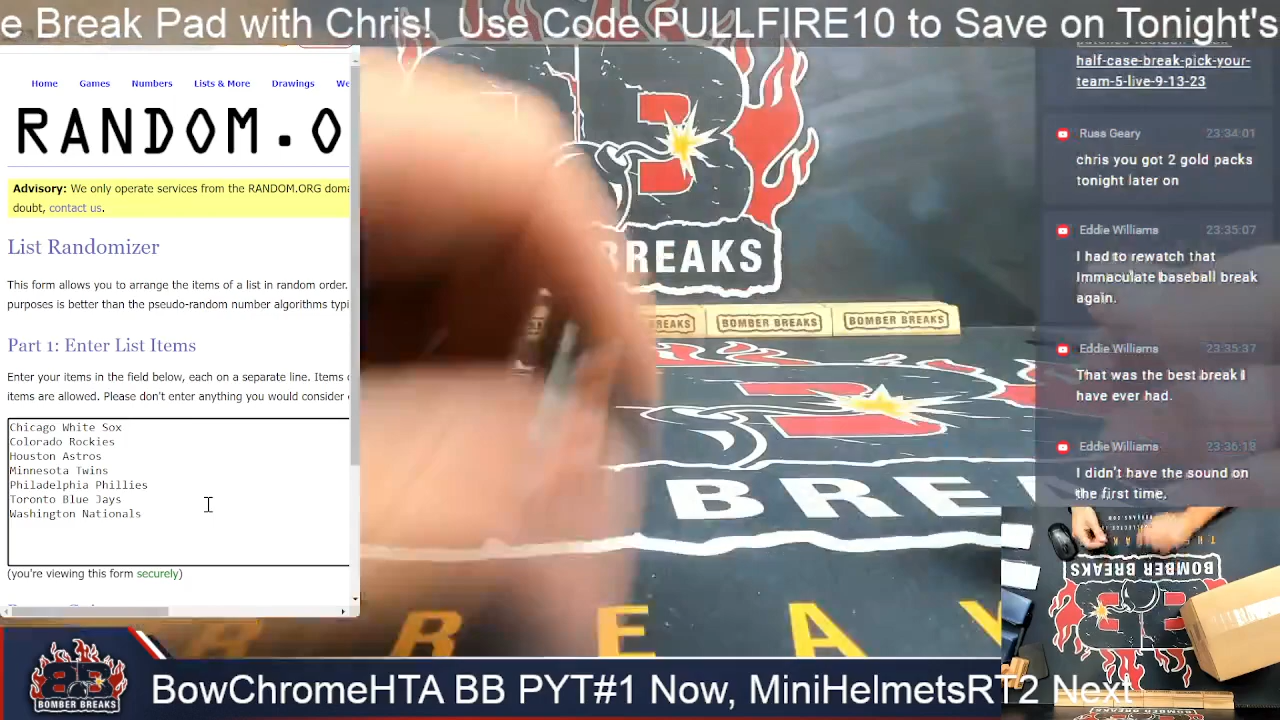 e Break Pad with Chris!  Use Code PULLFIRE10 to Save on Tonight's
Home Games Numbers Lists & More Drawings We
RANDOM.O
Advisory: We only operate services from the RANDOM.ORG doma
doubt, contact us.
List Randomizer
This form allows you to arrange the items of a list in random order.
purposes is better than the pseudo-random number algorithms typi
Part 1: Enter List Items
Enter your items in the field below, each on a separate line. Items
items are allowed. Please don't enter anything you would consider
Chicago White Sox
Colorado Rockies
Houston Astros
Minnesota Twins
Philadelphia Phillies
Toronto Blue Jays
Washington Nationals
(you're viewing this form securely)
B
BREAKS
BREAKS
BOMBER BREAKS
BOMBER BREAKS
BRE
B R E A Y
half-case-break-pick-your-
team-5-live-9-13-23
Rusa Geary 23:34:01
chris you got 2 gold packs
tonight later on
Eddie Williams 23:35:07
I had to rewatch that
Immaculate baseball break
again.
Eddie Williams 23:35:37
That was the best break I
have ever had.
Eddie Williams 23:36:18
I didn't have the sound on
the first time.
BOMBER BREAKS
BOMBER BREAKS
BowChromeHTA BB PYT#1 Now, MiniHelmetsRT2 Next